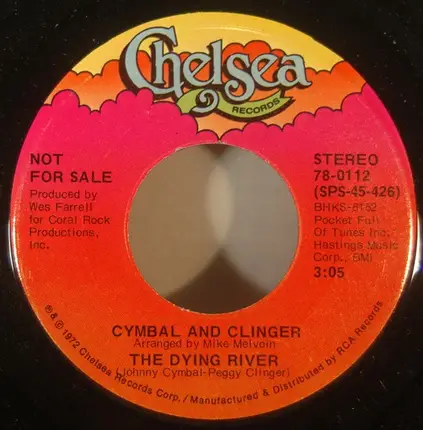 Chelsea
RECORDS
NOT
FOR SALE
Produced by
Wes Farrell
for Coral Rock
Productions,
Inc.
STEREO
78-0112
(SPS-45-426)
BHKS-8152
Pocket Full
Of Tunes Inc.
Hastings Music
Corp., BMI
3:05
CYMBAL AND CLINGER
Arranged by Mike Melvoin
THE DYING RIVER
(Johnny Cymbal-Peggy Clinger)
℗ & © 1972 Chelsea Records Corp./Manufactured & Distributed by RCA Records